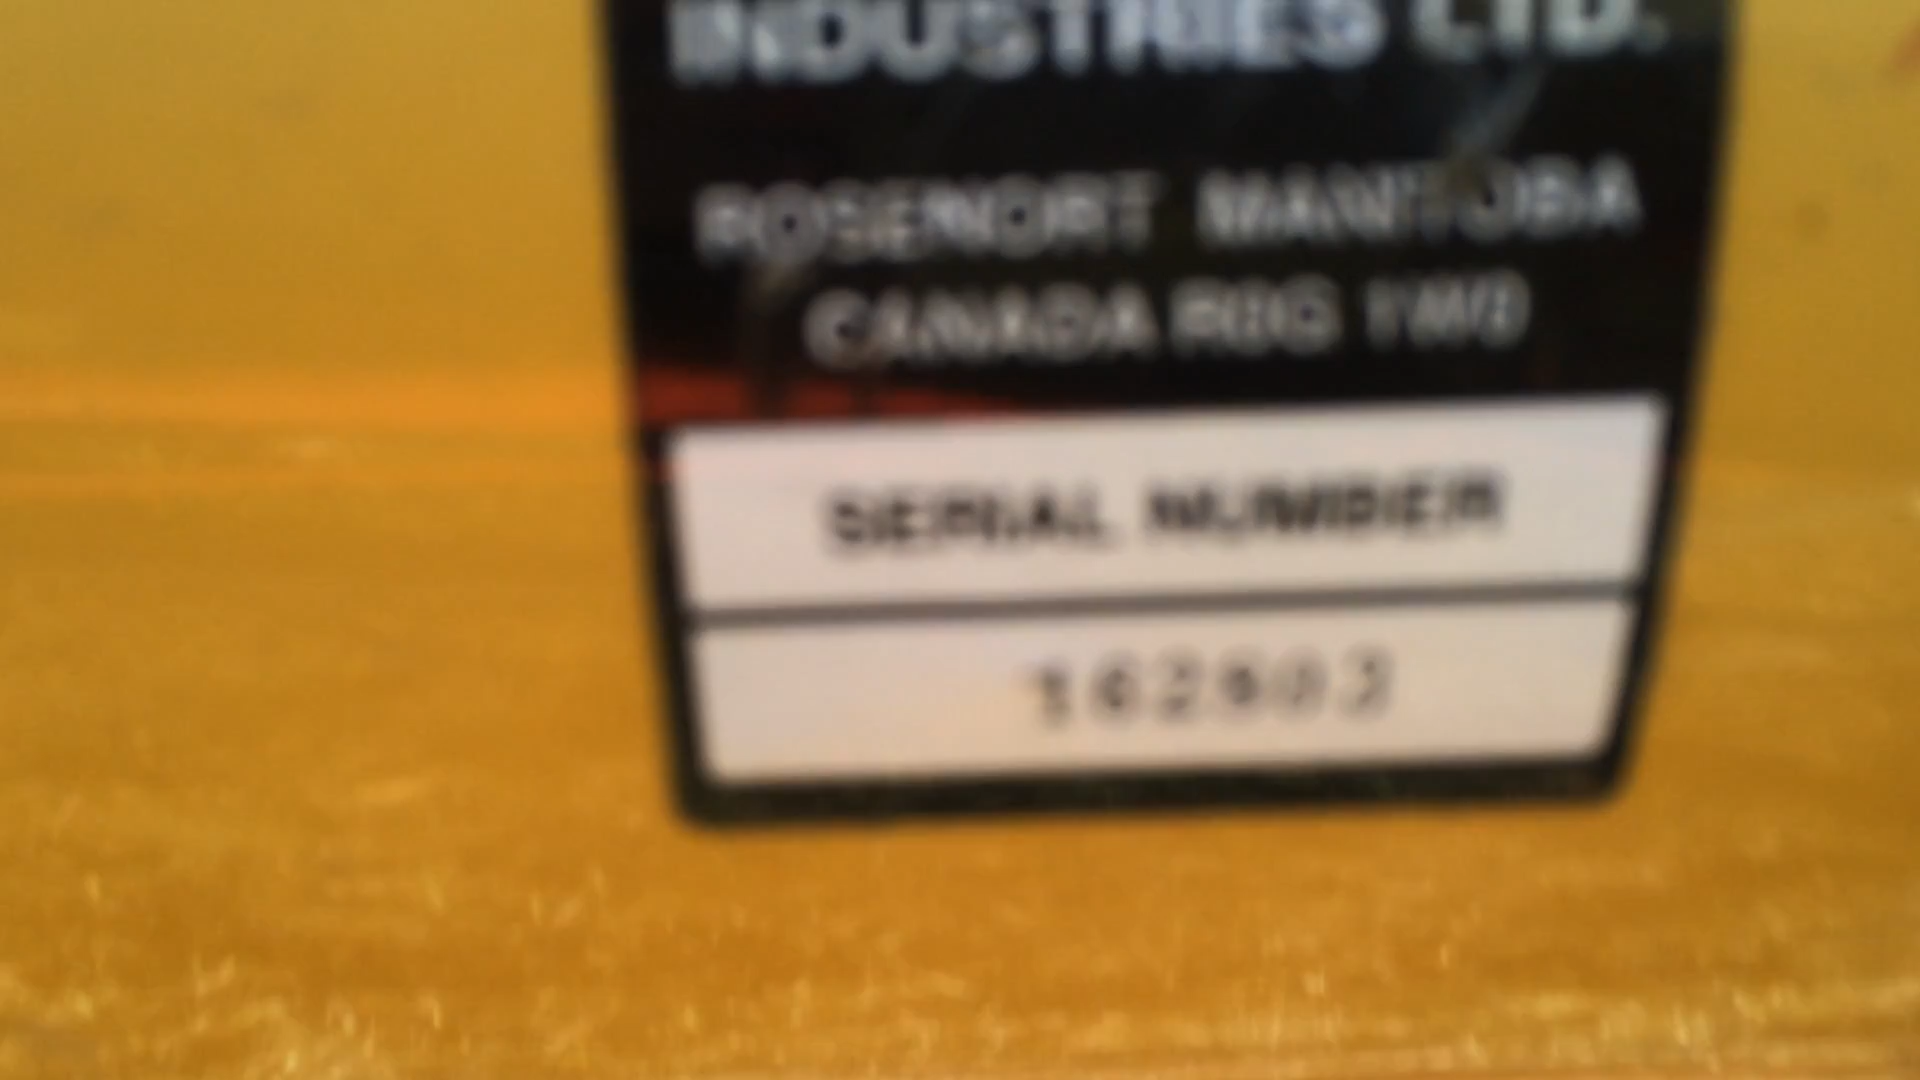 INDUSTRIES LTD.
ROSENORT MANITOBA
CANADA R0G 1W0
SERIAL NUMBER